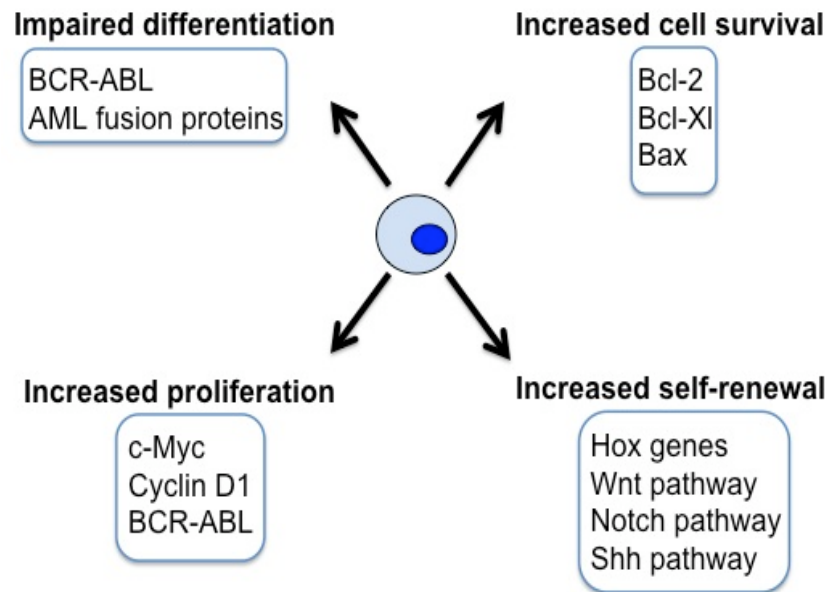 Impaired differentiation
BCR-ABL
AML fusion proteins
Increased cell survival
Bcl-2
Bcl-Xl
Bax
Increased proliferation
c-Myc
Cyclin D1
BCR-ABL
Increased self-renewal
Hox genes
Wnt pathway
Notch pathway
Shh pathway